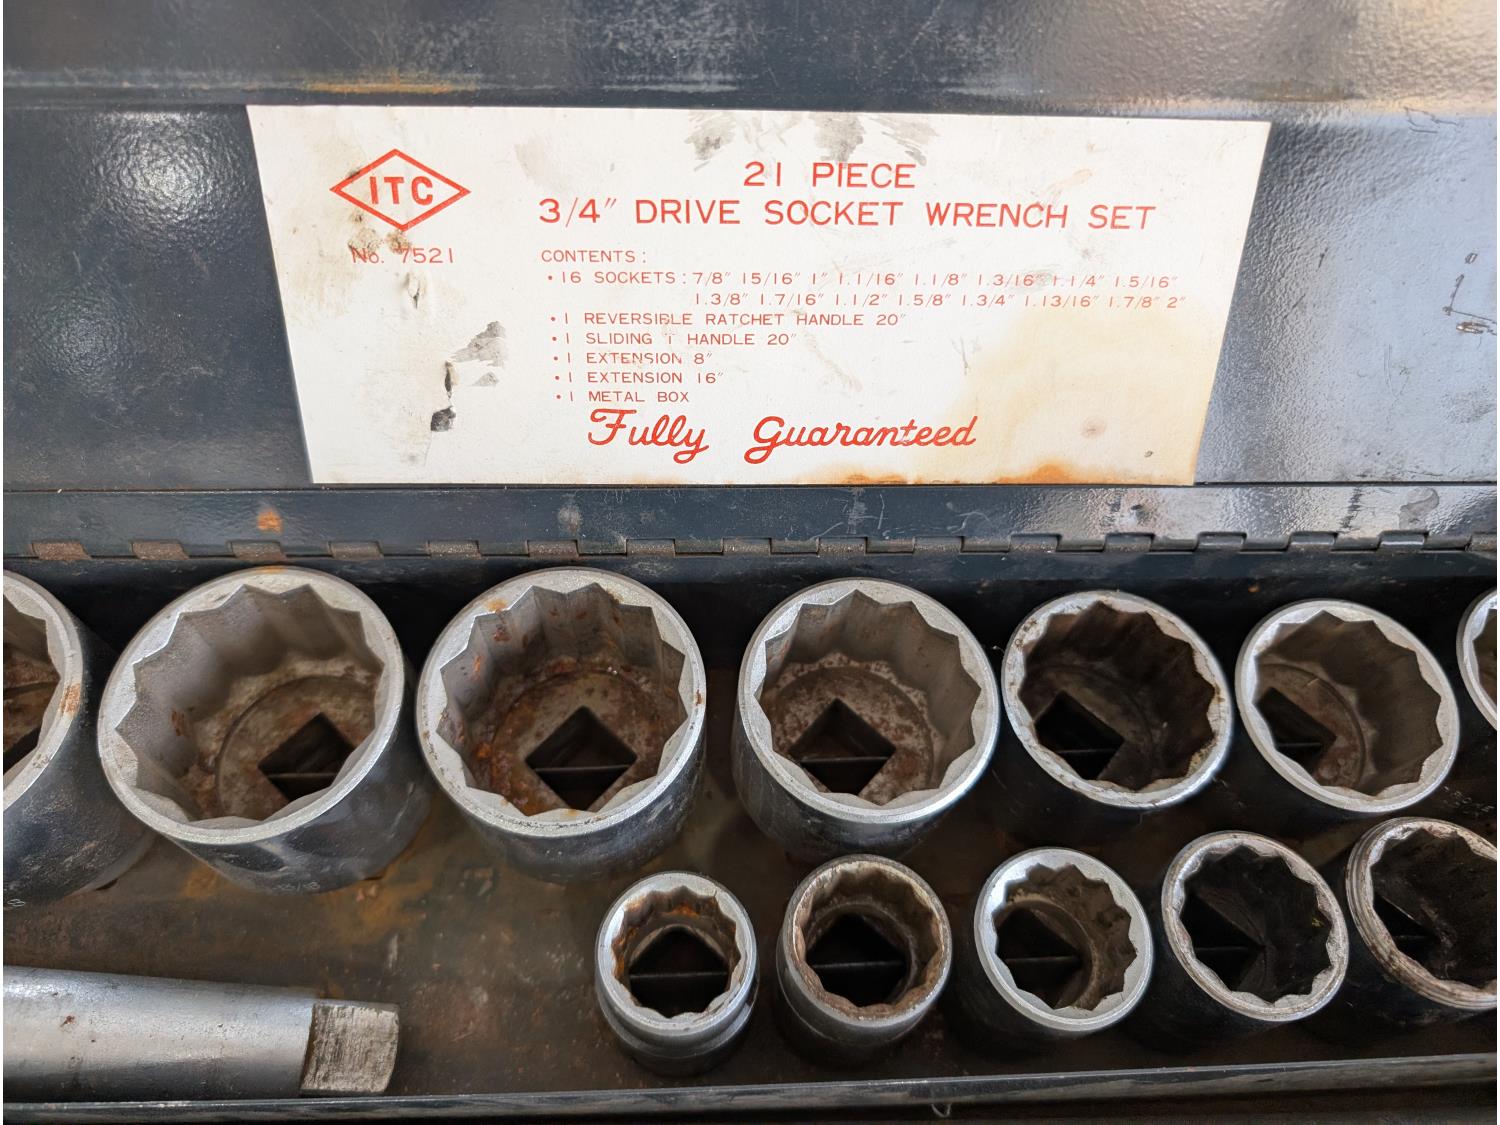 ITC
No. 7521
21 PIECE
3/4" DRIVE SOCKET WRENCH SET
CONTENTS:
• 16 SOCKETS: 7/8" 15/16" 1" 1.1/16" 1.1/8" 1.3/16" 1.1/4" 1.5/16"
1.3/8" 1.7/16" 1.1/2" 1.5/8" 1.3/4" 1.13/16" 1.7/8" 2"
• 1 REVERSIBLE RATCHET HANDLE 20"
• 1 SLIDING T HANDLE 20"
• 1 EXTENSION 8"
• 1 EXTENSION 16"
• 1 METAL BOX
Fully Guaranteed